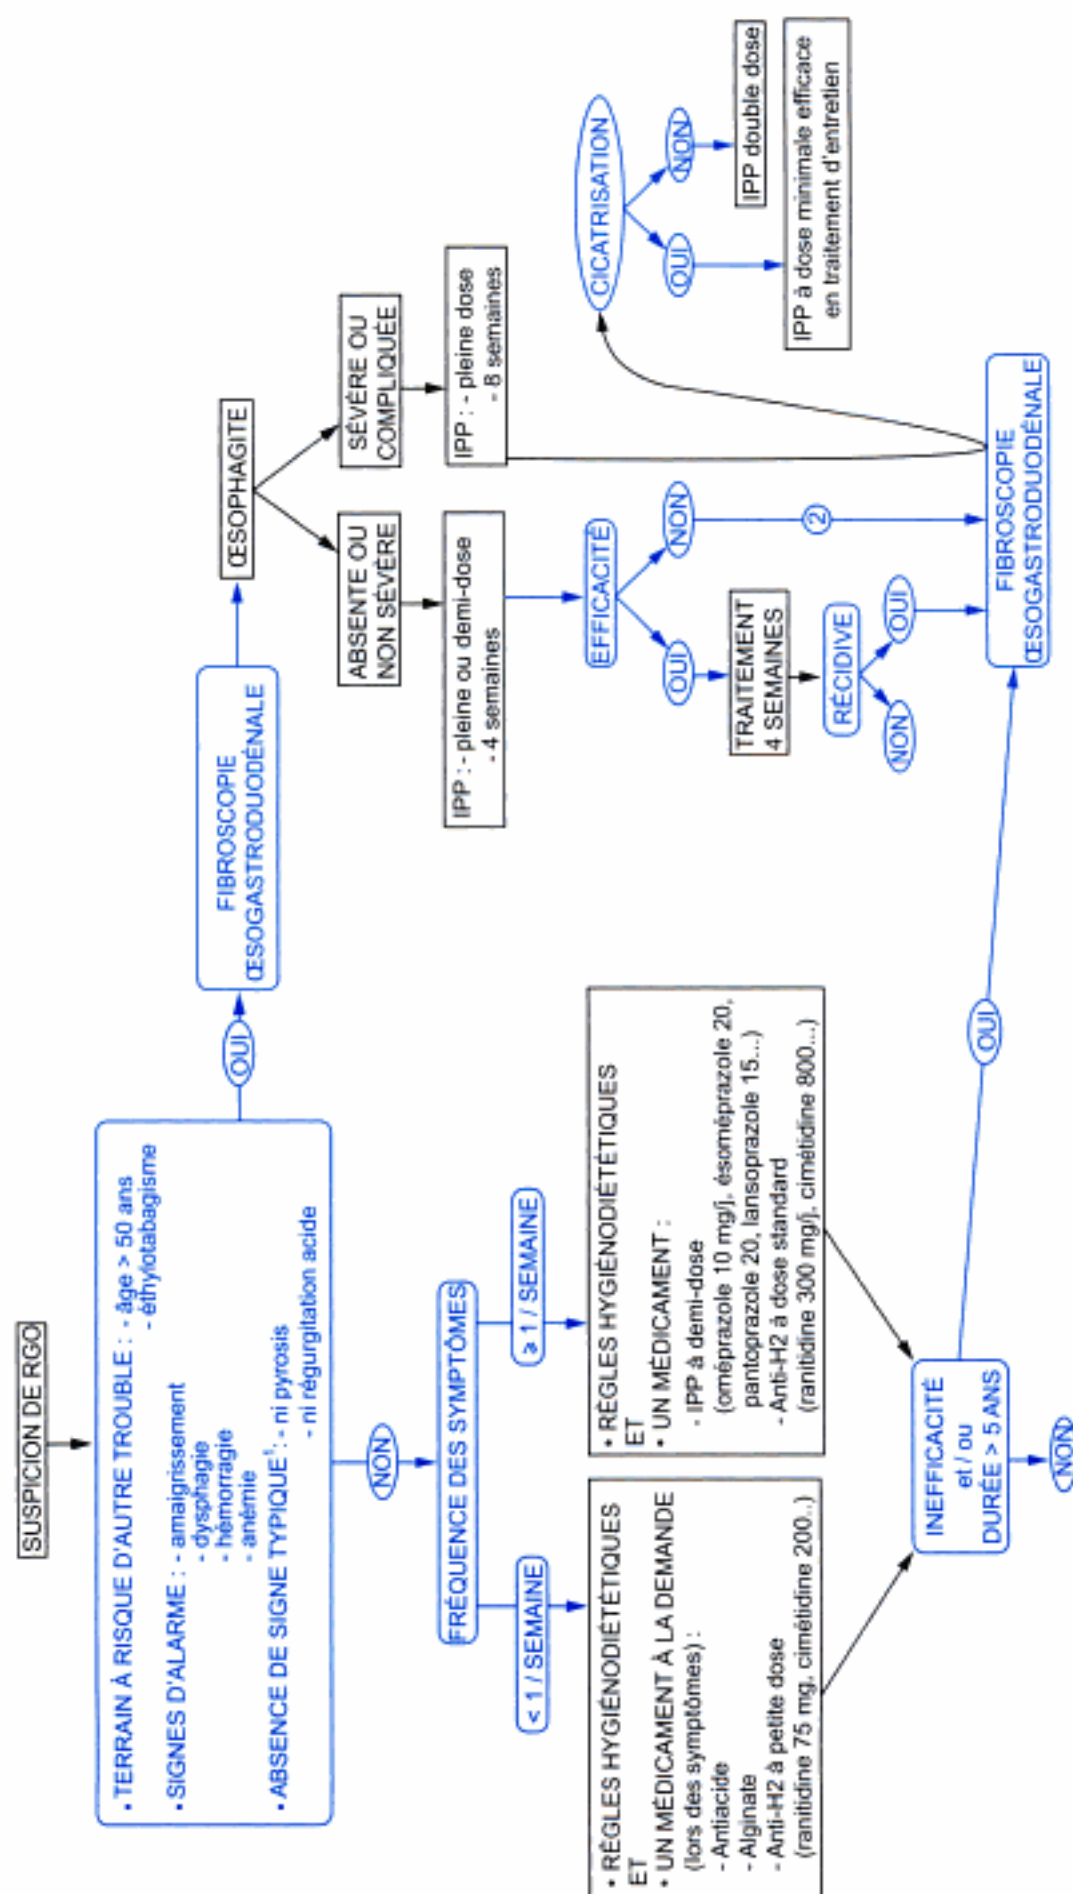 SUSPICION DE RGO
• TERRAIN À RISQUE D'AUTRE TROUBLE : - âge > 50 ans
- éthylotabagisme
• SIGNES D'ALARME : - amaigrissement
- dysphagie
- hémorragie
- anémie
• ABSENCE DE SIGNE TYPIQUE¹ : - ni pyrosis
- ni régurgitation acide
OUI
FIBROSCOPIE
ŒSOGASTRODUODÉNALE
ŒSOPHAGITE
ABSENTE OU
NON SÉVÈRE
SÉVÈRE OU
COMPLIQUÉE
IPP : - pleine ou demi-dose
- 4 semaines
IPP : - pleine dose
- 8 semaines
EFFICACITÉ
OUI
NON
TRAITEMENT
4 SEMAINES
2
RÉCIDIVE
NON
OUI
CICATRISATION
OUI
NON
IPP double dose
IPP à dose minimale efficace
en traitement d'entretien
NON
FRÉQUENCE DES SYMPTÔMES
< 1 / SEMAINE
≥ 1 / SEMAINE
• RÈGLES HYGIÉNODIÉTÉTIQUES
ET
• UN MÉDICAMENT À LA DEMANDE
(lors des symptômes) :
- Antiacide
- Alginate
- Anti-H2 à petite dose
(ranitidine 75 mg, cimétidine 200..)
• RÈGLES HYGIÉNODIÉTÉTIQUES
ET
• UN MÉDICAMENT :
- IPP à demi-dose
(oméprazole 10 mg/j, ésoméprazole 20,
pantoprazole 20, lansoprazole 15...)
- Anti-H2 à dose standard
(ranitidine 300 mg/j, cimétidine 800...)
INEFFICACITÉ
et / ou
DURÉE > 5 ANS
NON
OUI
FIBROSCOPIE
ŒSOGASTRODUODÉNALE